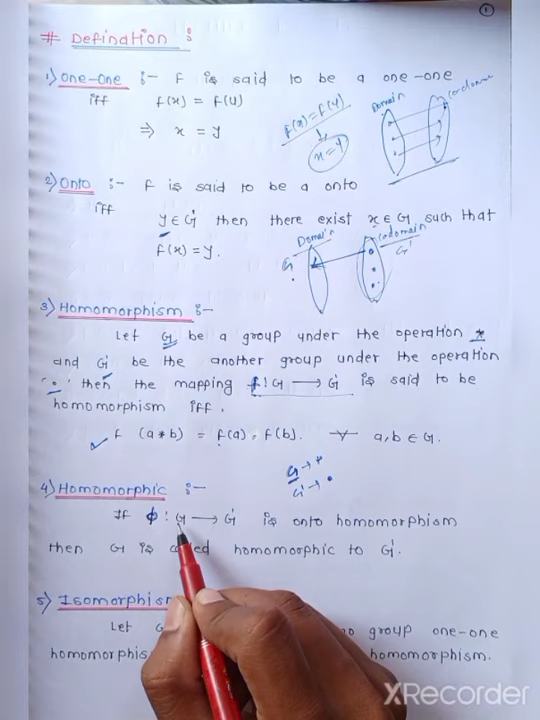 1
# Defination :
1) one-one :- f is said to be a one-one
iff f(x) = f(y)
⇒ x = y
f(x) = f(y)
x = y
Domain
codomain
2) Onto :- f is said to be a onto
iff
y ∈ G' then there exist x ∈ G such that
f(x) = y.
Domain
codomain
G
G'
3) Homomorphism :-
Let G be a group under the operation *
and G' be the another group under the operation
'•' then the mapping f: G → G' is said to be
homomorphism iff.
f (a*b) = f(a). f(b). ∀ a,b ∈ G.
G → *
G' → •
4) Homomorphic :-
If ϕ : G → G' is onto homomorphism
then G is called homomorphic to G'.
5) Isomorphism
Let G group one-one
homomorphis homomorphism.
XRecorder